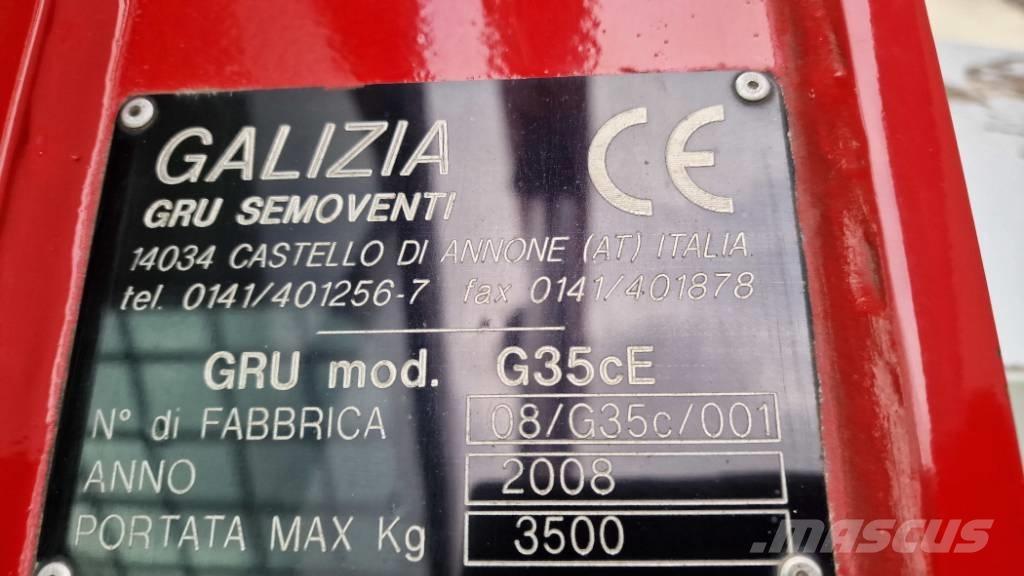 GALIZIA
CE
GRU SEMOVENTI
14034 CASTELLO DI ANNONE (AT) ITALIA
tel. 0141/401256-7 fax 0141/401878
GRU mod. G35cE
N° di FABBRICA 08/G35c/001
ANNO 2008
PORTATA MAX Kg 3500
MASCUS